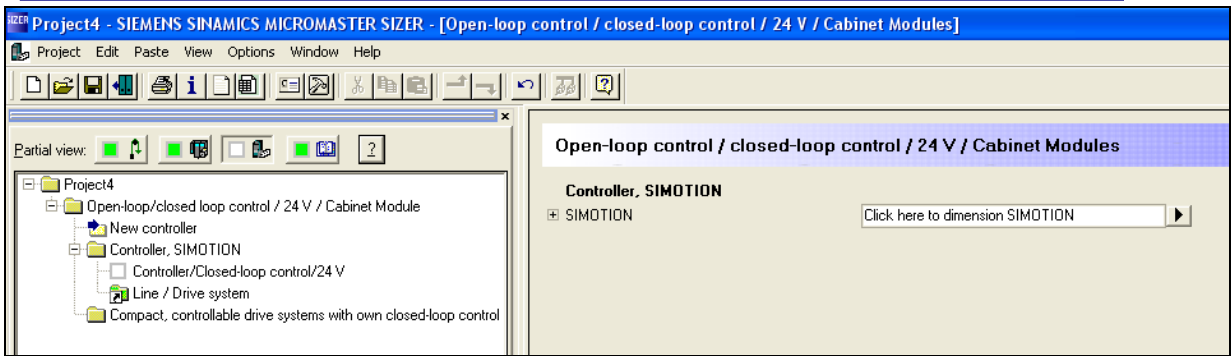 SIZER Project4 - SIEMENS SINAMICS MICROMASTER SIZER - [Open-loop control / closed-loop control / 24 V / Cabinet Modules]
Project Edit Paste View Options Window Help
Partial view:
Open-loop control / closed-loop control / 24 V / Cabinet Modules
Project4
Open-loop/closed loop control / 24 V / Cabinet Module
New controller
Controller, SIMOTION
Controller/Closed-loop control/24 V
Line / Drive system
Compact, controllable drive systems with own closed-loop control
Controller, SIMOTION
SIMOTION Click here to dimension SIMOTION